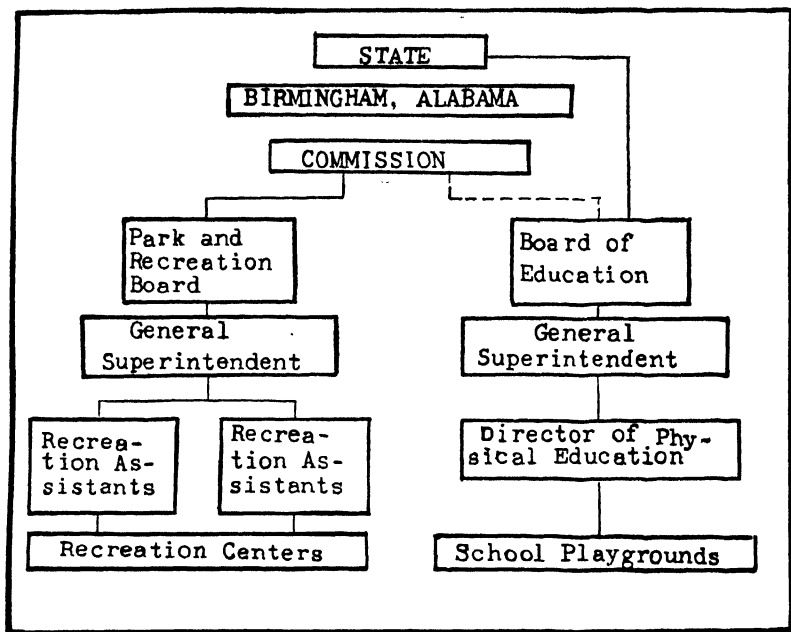 STATE
BIRMINGHAM, ALABAMA
COMMISSION
Park and
Recreation
Board
Board of
Education
General
Superintendent
General
Superintendent
Recrea-
tion As-
sistants
Recrea-
tion As-
sistants
Director of Phy-
sical Education
Recreation Centers
School Playgrounds